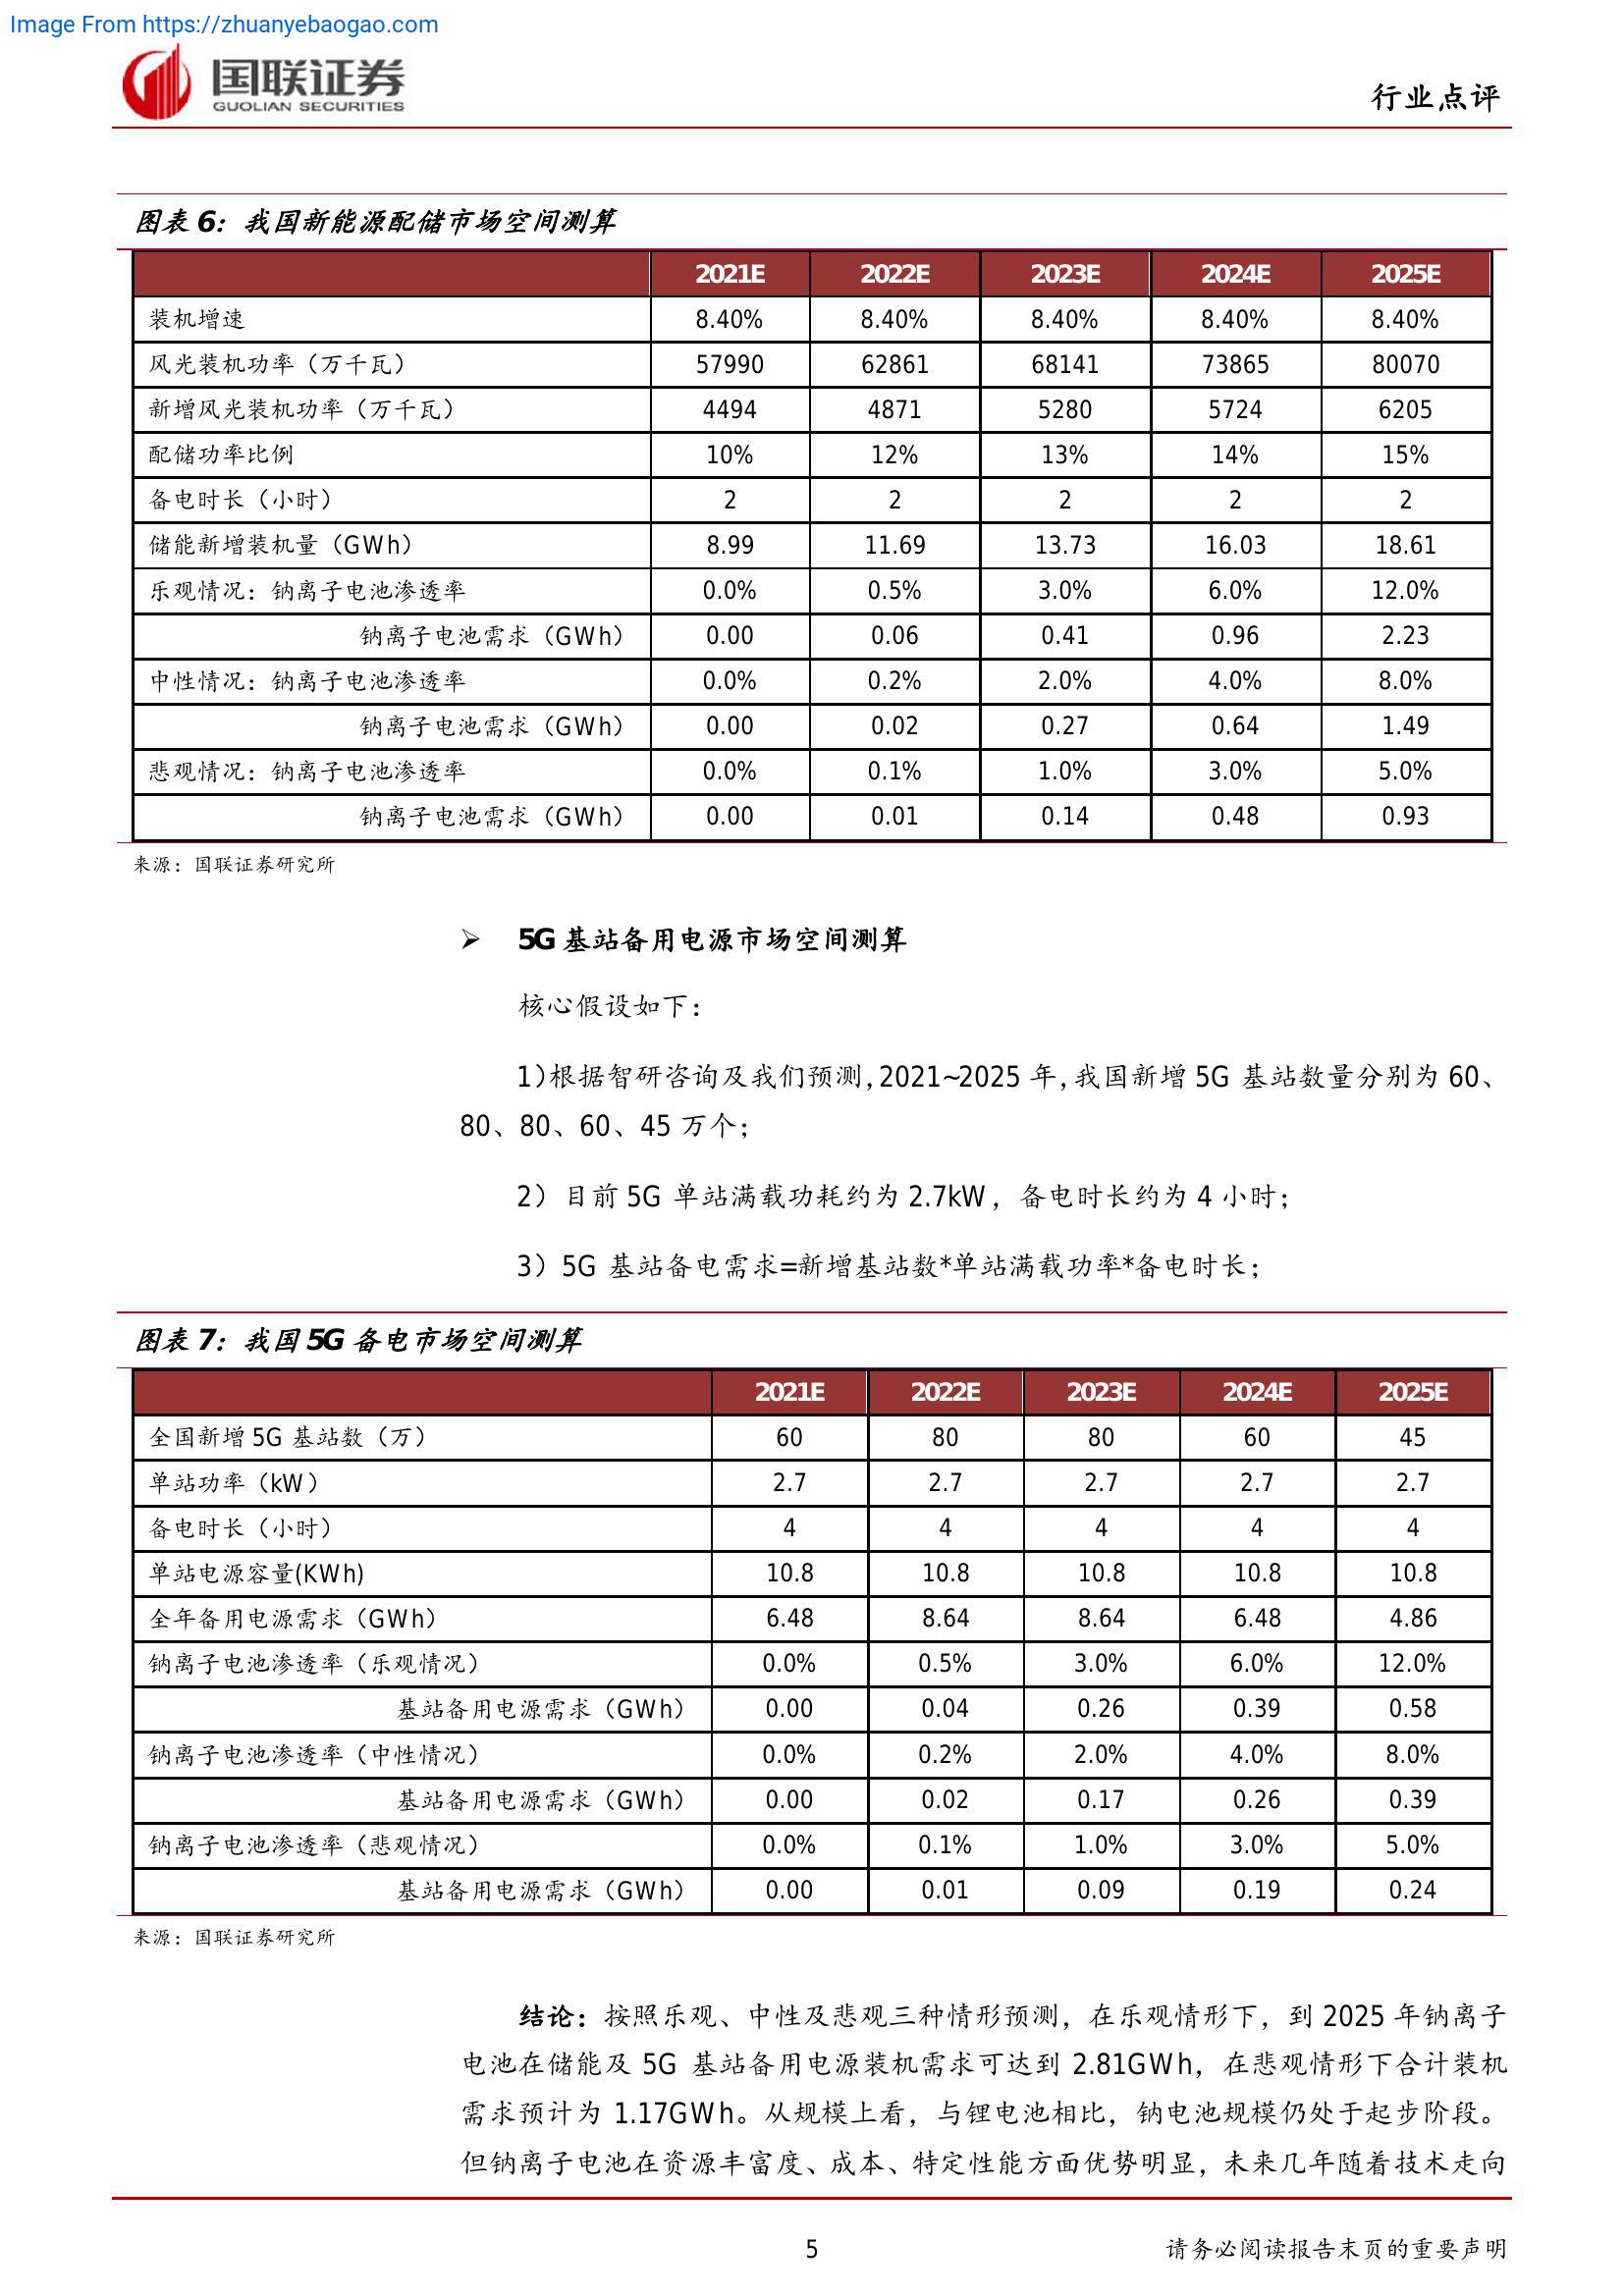 Image From https://zhuanyebaogao.com
国联证券
GUOLIAN SECURITIES
行业点评
图表 6：我国新能源配储市场空间测算
2021E 2022E 2023E 2024E 2025E
装机增速 8.40% 8.40% 8.40% 8.40% 8.40%
风光装机功率（万千瓦） 57990 62861 68141 73865 80070
新增风光装机功率（万千瓦） 4494 4871 5280 5724 6205
配储功率比例 10% 12% 13% 14% 15%
备电时长（小时） 2 2 2 2 2
储能新增装机量（GWh） 8.99 11.69 13.73 16.03 18.61
乐观情况：钠离子电池渗透率 0.0% 0.5% 3.0% 6.0% 12.0%
钠离子电池需求（GWh） 0.00 0.06 0.41 0.96 2.23
中性情况：钠离子电池渗透率 0.0% 0.2% 2.0% 4.0% 8.0%
钠离子电池需求（GWh） 0.00 0.02 0.27 0.64 1.49
悲观情况：钠离子电池渗透率 0.0% 0.1% 1.0% 3.0% 5.0%
钠离子电池需求（GWh） 0.00 0.01 0.14 0.48 0.93
来源：国联证券研究所
➢ 5G 基站备用电源市场空间测算
核心假设如下：
1）根据智研咨询及我们预测，2021~2025 年，我国新增 5G 基站数量分别为 60、
80、80、60、45 万个；
2）目前 5G 单站满载功耗约为 2.7kW，备电时长约为 4 小时；
3）5G 基站备电需求=新增基站数*单站满载功率*备电时长；
图表 7：我国 5G 备电市场空间测算
2021E 2022E 2023E 2024E 2025E
全国新增 5G 基站数（万） 60 80 80 60 45
单站功率（kW） 2.7 2.7 2.7 2.7 2.7
备电时长（小时） 4 4 4 4 4
单站电源容量(KWh) 10.8 10.8 10.8 10.8 10.8
全年备用电源需求（GWh） 6.48 8.64 8.64 6.48 4.86
钠离子电池渗透率（乐观情况） 0.0% 0.5% 3.0% 6.0% 12.0%
基站备用电源需求（GWh） 0.00 0.04 0.26 0.39 0.58
钠离子电池渗透率（中性情况） 0.0% 0.2% 2.0% 4.0% 8.0%
基站备用电源需求（GWh） 0.00 0.02 0.17 0.26 0.39
钠离子电池渗透率（悲观情况） 0.0% 0.1% 1.0% 3.0% 5.0%
基站备用电源需求（GWh） 0.00 0.01 0.09 0.19 0.24
来源：国联证券研究所
结论：按照乐观、中性及悲观三种情形预测，在乐观情形下，到 2025 年钠离子
电池在储能及 5G 基站备用电源装机需求可达到 2.81GWh，在悲观情形下合计装机
需求预计为 1.17GWh。从规模上看，与锂电池相比，钠电池规模仍处于起步阶段。
但钠离子电池在资源丰富度、成本、特定性能方面优势明显，未来几年随着技术走向
5
请务必阅读报告末页的重要声明